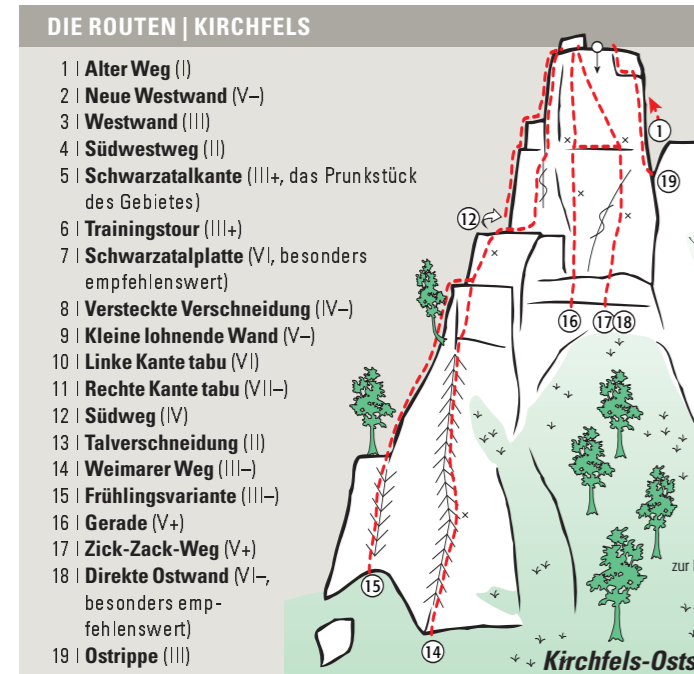 DIE ROUTEN | KIRCHFELS
1 | Alter Weg (I)
2 | Neue Westwand (V–)
3 | Westwand (III)
4 | Südwestweg (II)
5 | Schwarzatalkante (III+, das Prunkstück
des Gebietes)
6 | Trainingstour (III+)
7 | Schwarzatalplatte (VI, besonders
empfehlenswert)
8 | Versteckte Verschneidung (IV–)
9 | Kleine lohnende Wand (V–)
10 | Linke Kante tabu (VI)
11 | Rechte Kante tabu (VII–)
12 | Südweg (IV)
13 | Talverschneidung (II)
14 | Weimarer Weg (III–)
15 | Frühlingsvariante (III–)
16 | Gerade (V+)
17 | Zick-Zack-Weg (V+)
18 | Direkte Ostwand (VI–,
besonders emp-
fehlenswert)
19 | Ostrippe (III)
1
19
12
16
17 18
15
14
zur
Kirchfels-Osts